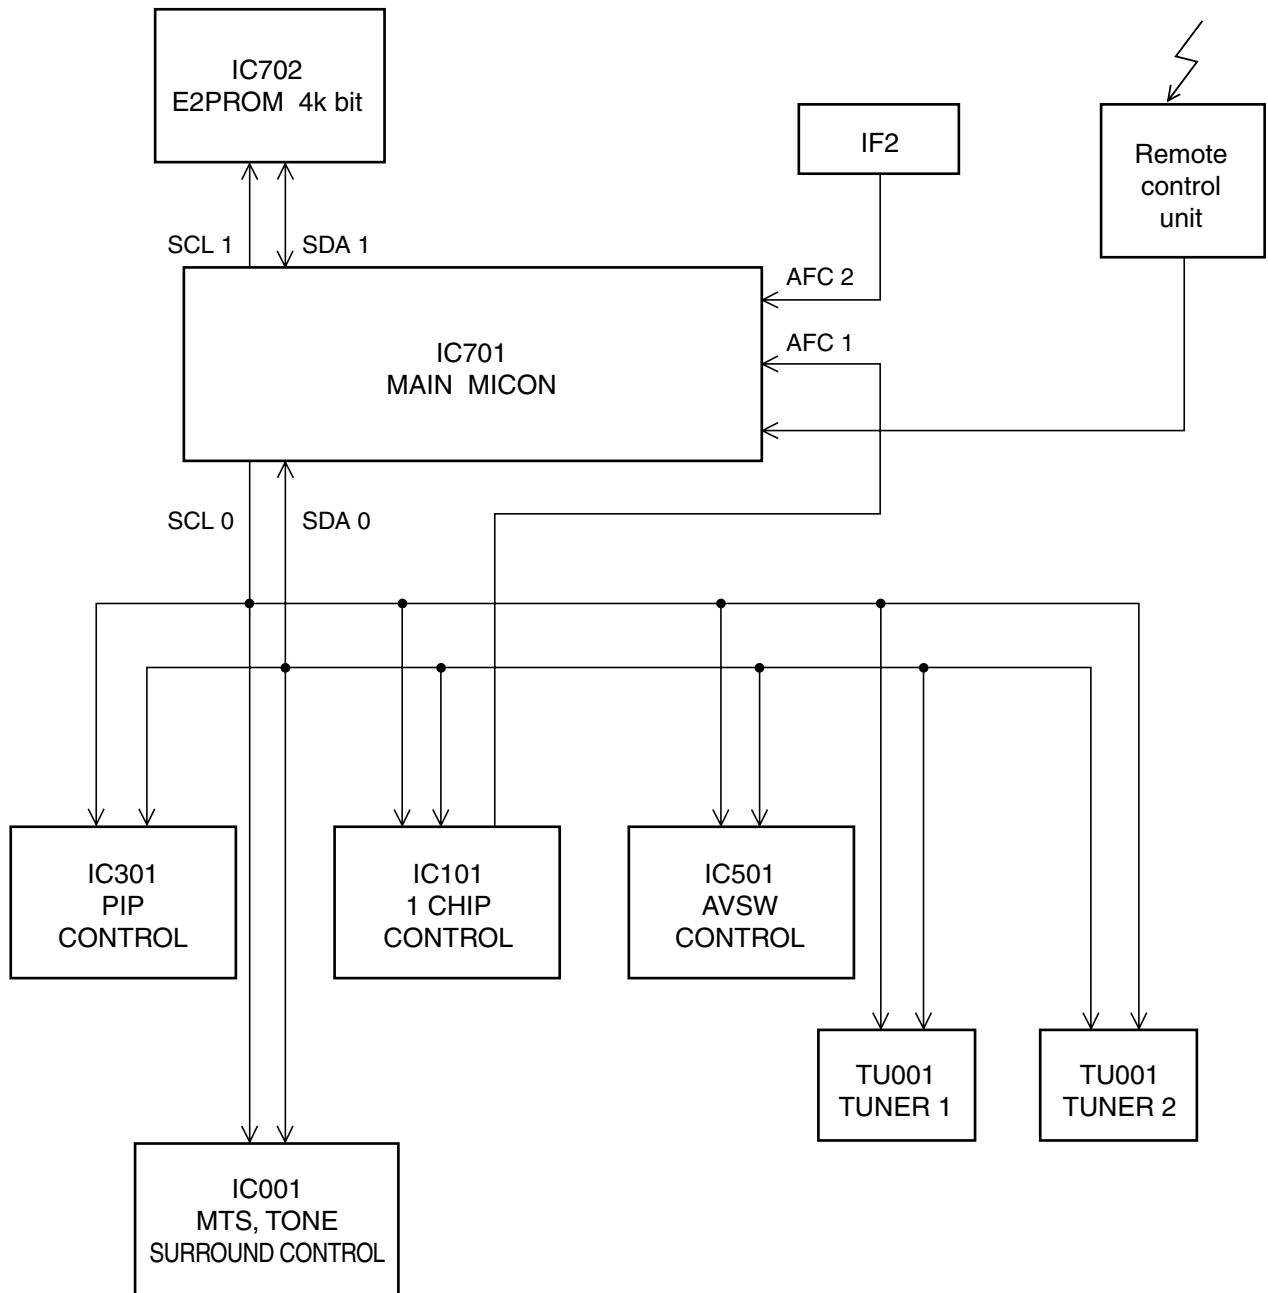 IC702
E2PROM 4k bit
IF2
Remote
control
unit
SCL 1
SDA 1
AFC 2
AFC 1
IC701
MAIN MICON
SCL 0
SDA 0
IC301
PIP
CONTROL
IC101
1 CHIP
CONTROL
IC501
AVSW
CONTROL
TU001
TUNER 1
TU001
TUNER 2
IC001
MTS, TONE
SURROUND CONTROL